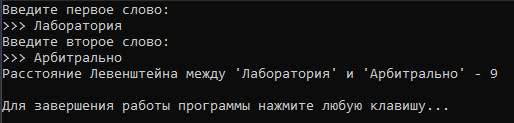 Введите первое слово:
>>> Лаборатория
Введите второе слово:
>>> Арбитрально
Расстояние Левенштейна между 'Лаборатория' и 'Арбитрально' - 9
Для завершения работы программы нажмите любую клавишу...